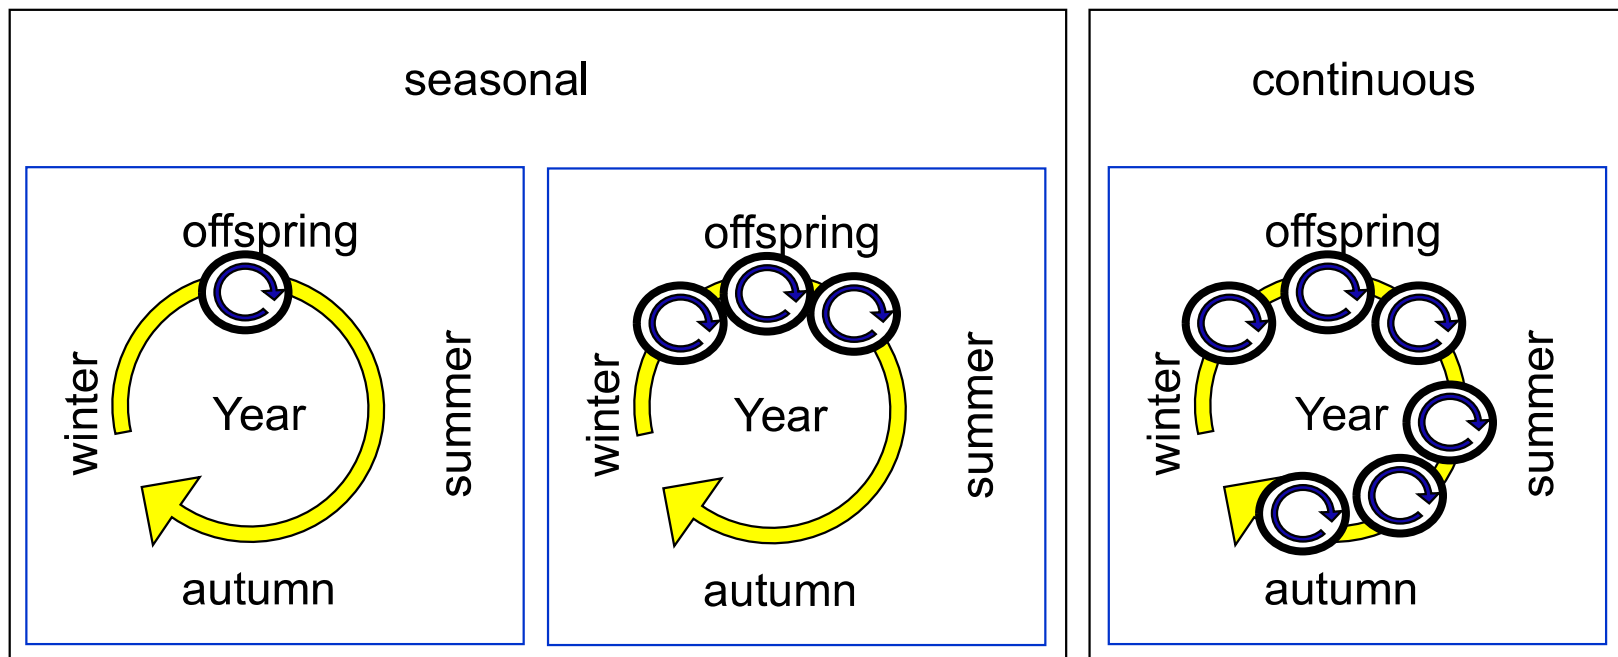 seasonal
offspring
winter
Year
summer
autumn
offspring
winter
Year
summer
autumn
continuous
offspring
winter
Year
summer
autumn